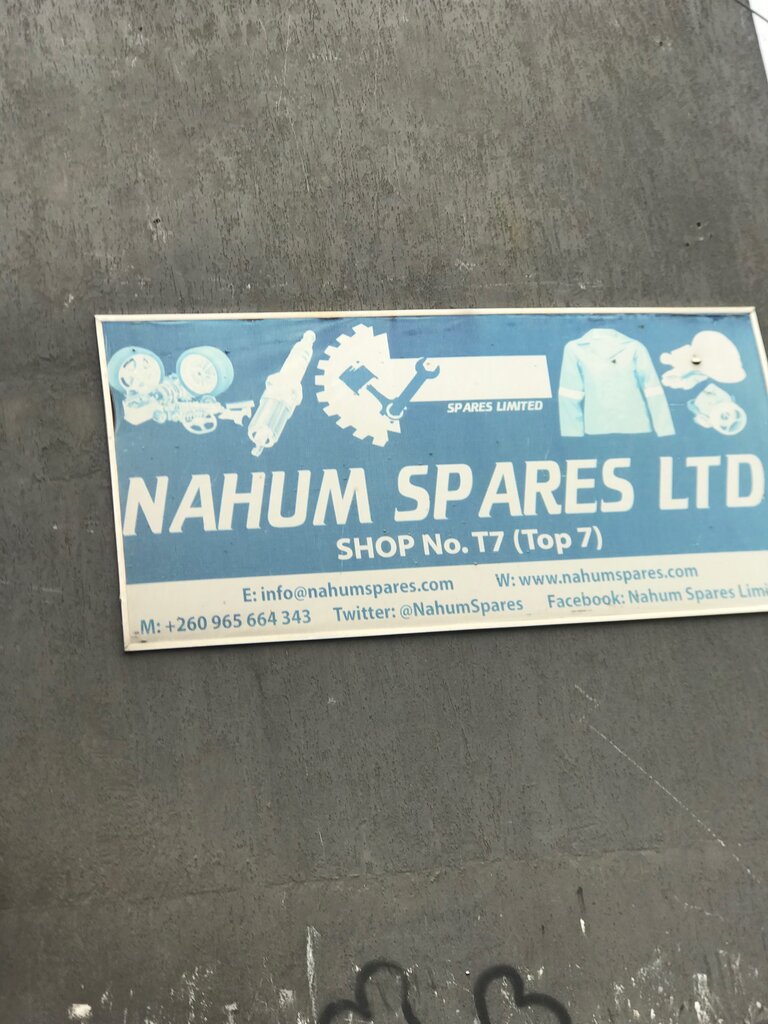 SPARES LIMITED
NAHUM SPARES LTD
SHOP No. T7 (Top 7)
E: info@nahumspares.com W: www.nahumspares.com
M: +260 965 664 343 Twitter: @NahumSpares Facebook: Nahum Spares Limi